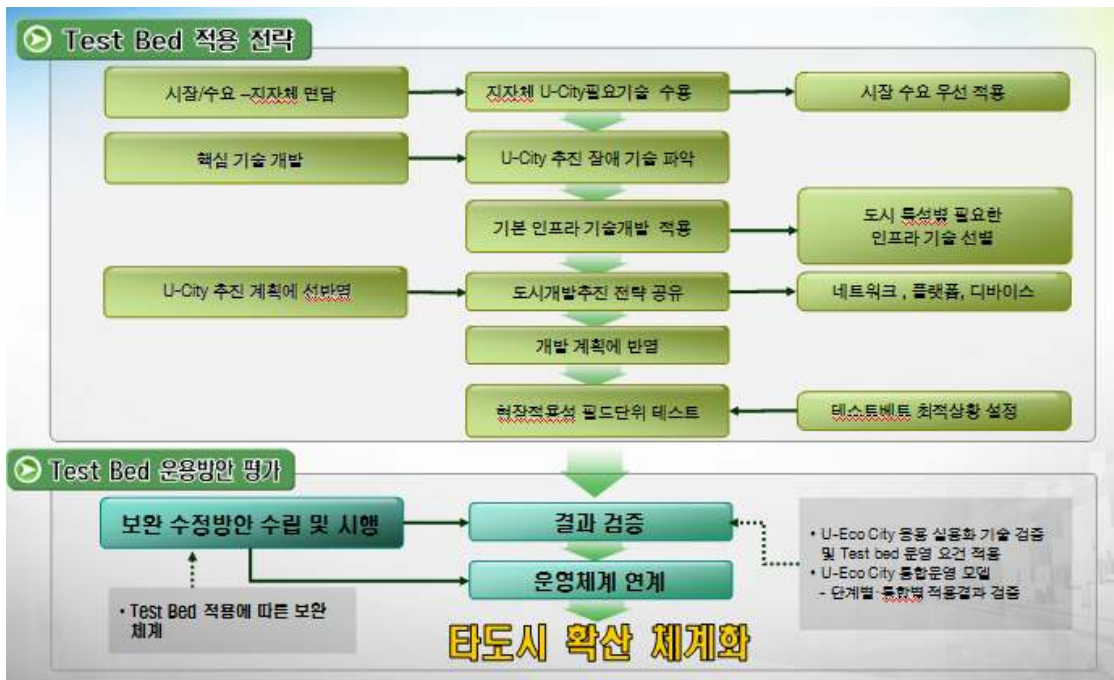 Test Bed 적용 전략
시장/수요 –지자체 면담
지자체 U-City필요기술 수용
시장 수요 우선 적용
핵심 기술 개발
U-City 추진 장애 기술 파악
기본 인프라 기술개발 적용
도시 특성별 필요한
인프라 기술 선별
U-City 추진 계획에 선반영
도시개발추진 전략 공유
네트워크 , 플랫폼, 디바이스
개발 계획에 반영
현장적용성 필드단위 테스트
테스트베트 최적상황 설정
Test Bed 운용방안 평가
보완 수정방안 수립 및 시행
결과 검증
• U-Eco City 응용 실용화 기술 검증
및 Test bed 운영 요건 적용
• U-Eco City 통합운영 모델
- 단계별·통합별 적용결과 검증
운영체계 연계
• Test Bed 적용에 따른 보완
체계
타도시 확산 체계화